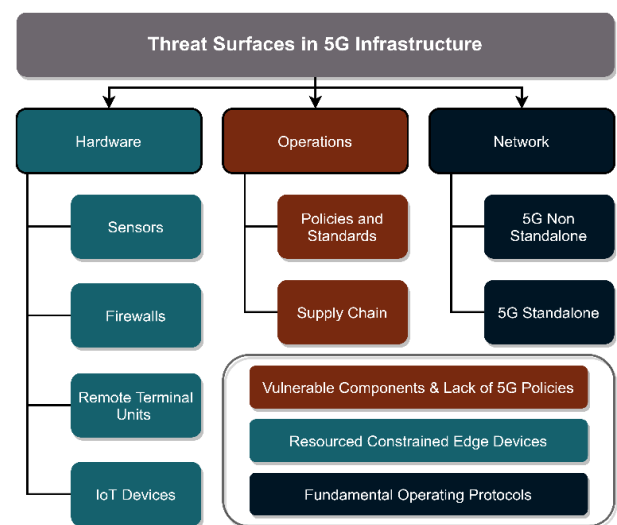 Threat Surfaces in 5G Infrastructure
Hardware
Operations
Network
Sensors
Policies and
Standards
5G Non
Standalone
Firewalls
Supply Chain
5G Standalone
Remote Terminal
Units
IoT Devices
Vulnerable Components & Lack of 5G Policies
Resourced Constrained Edge Devices
Fundamental Operating Protocols